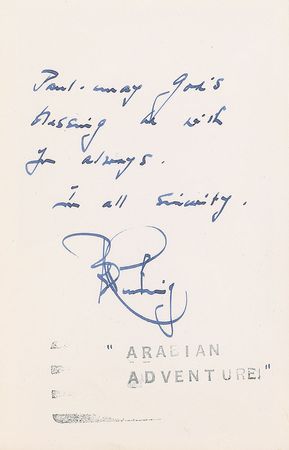 Paul. may God's
blessing be with
you always.
In all sincerity.
"ARABIAN
ADVENTURE!"